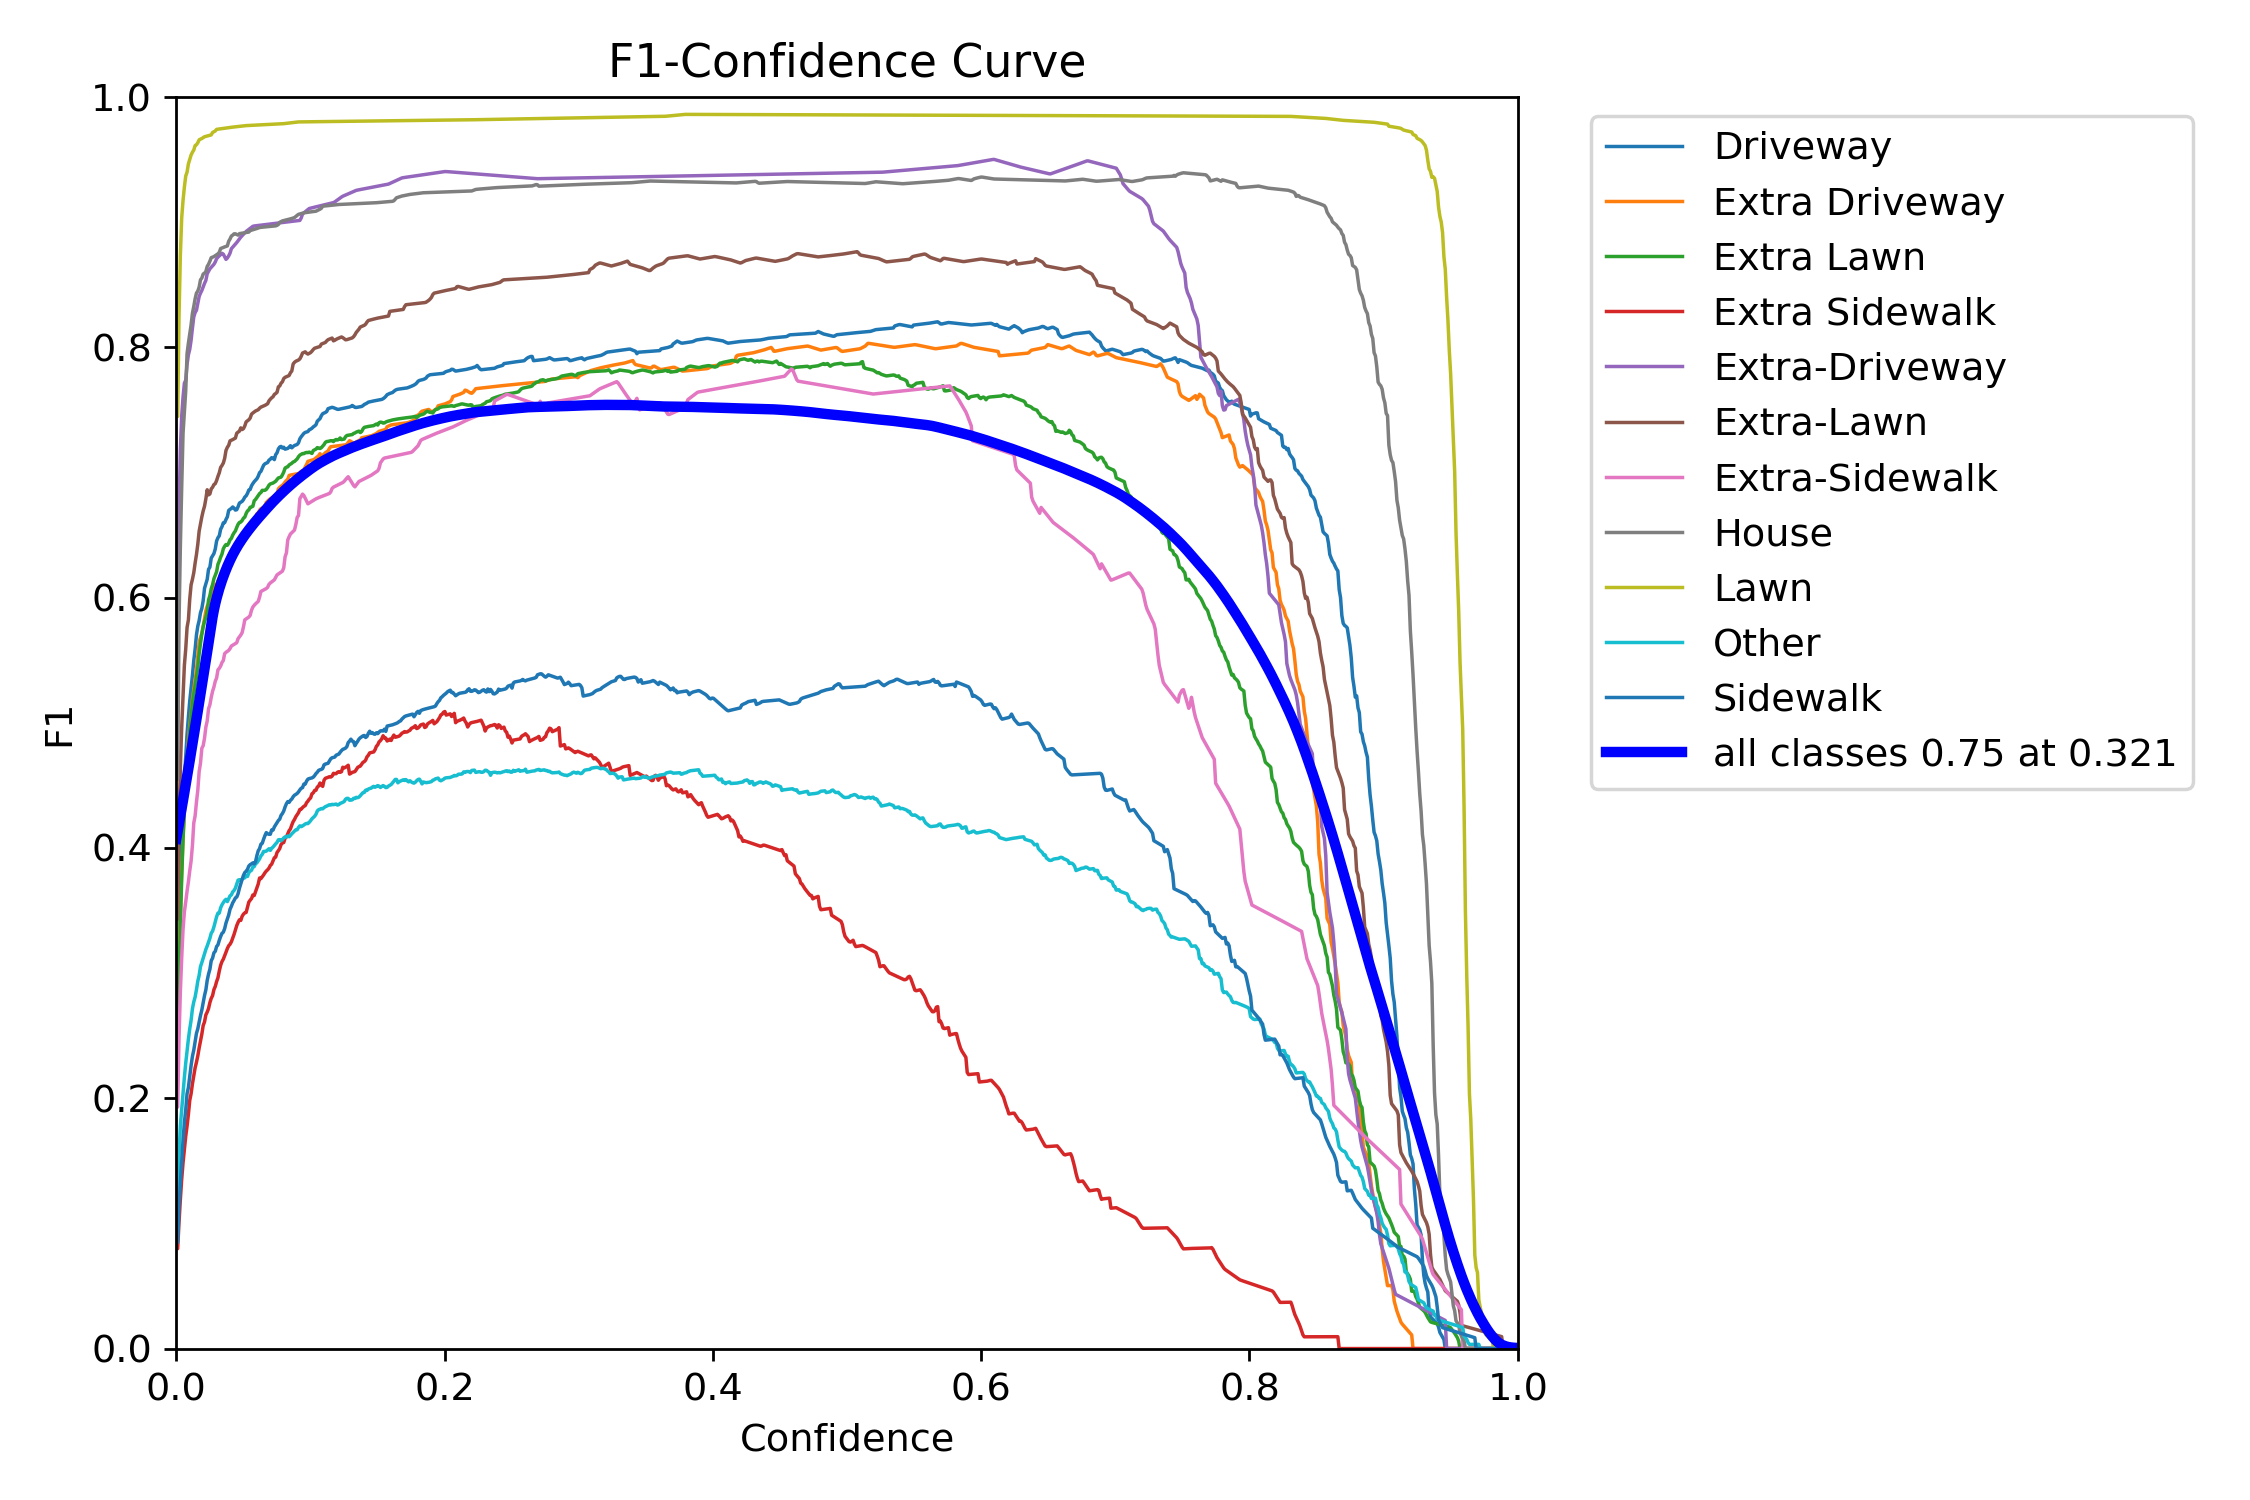 F1-Confidence Curve
1.0
0.8
0.6
0.4
0.2
0.0
F1
0.0 0.2 0.4 0.6 0.8 1.0
Confidence
Driveway
Extra Driveway
Extra Lawn
Extra Sidewalk
Extra-Driveway
Extra-Lawn
Extra-Sidewalk
House
Lawn
Other
Sidewalk
all classes 0.75 at 0.321